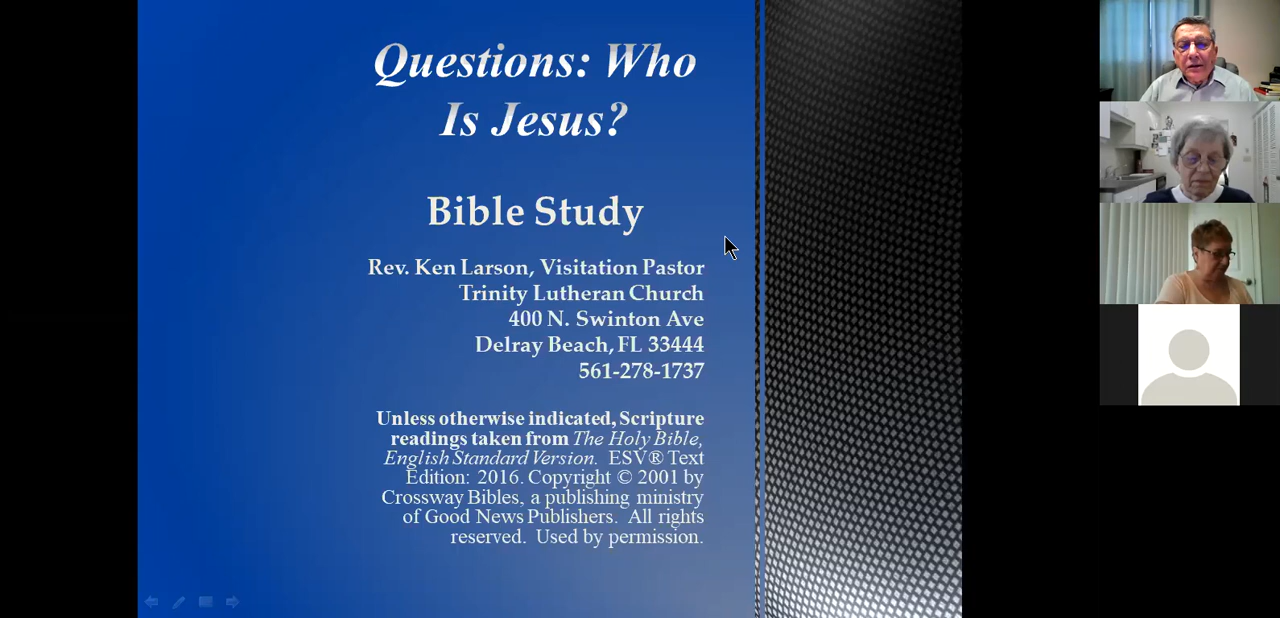 Questions: Who
Is Jesus?
Bible Study
Rev. Ken Larson, Visitation Pastor
Trinity Lutheran Church
400 N. Swinton Ave
Delray Beach, FL 33444
561-278-1737
Unless otherwise indicated, Scripture
readings taken from The Holy Bible,
English Standard Version. ESV® Text
Edition: 2016. Copyright © 2001 by
Crossway Bibles, a publishing ministry
of Good News Publishers. All rights
reserved. Used by permission.